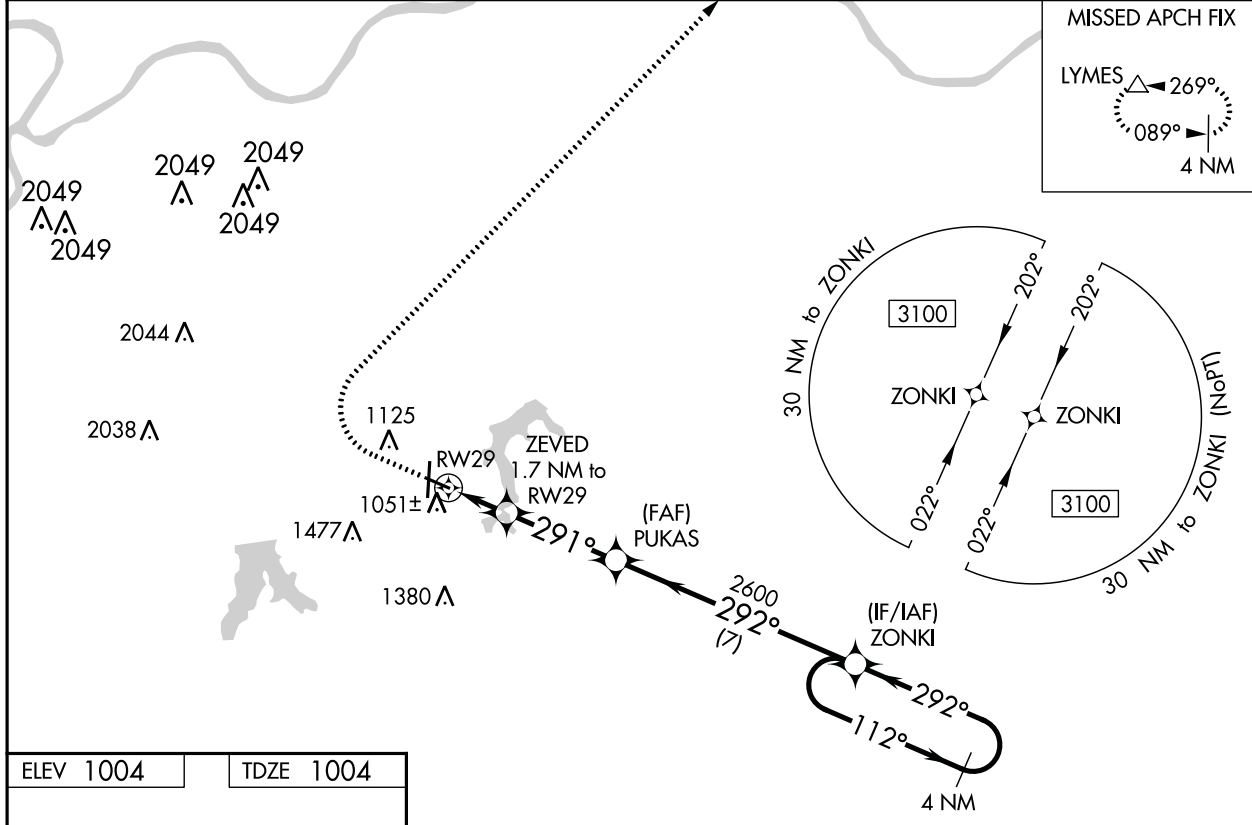 MISSED APCH FIX
LYMES
269°
089°
4 NM
2049
2049
2049
2049
2049
2044
2038
1125
RW29
ZEVED
1.7 NM to
RW29
1051±
1477
1380
291°
(FAF)
PUKAS
2600
292°
(7)
(IF/IAF)
ZONKI
292°
112°
4 NM
30 NM to ZONKI
3100
202°
ZONKI
022°
202°
ZONKI
022°
3100
30 NM to ZONKI (NoPT)
ELEV 1004
TDZE 1004